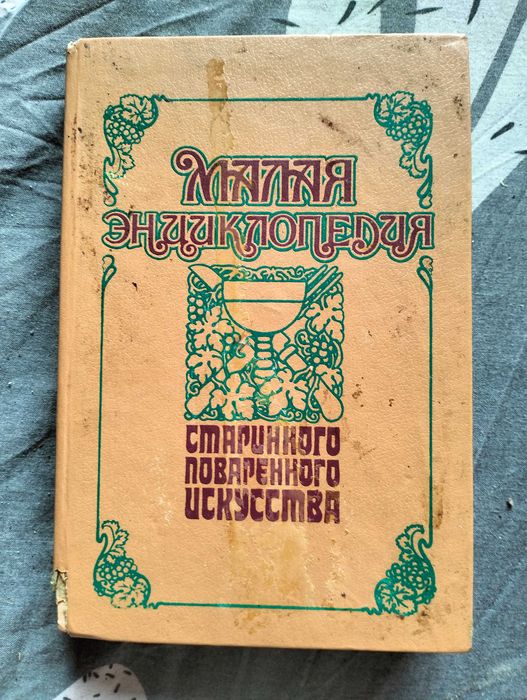 МАЛАЯ
ЭНЦИКЛОПЕДИЯ
СТАРИННОГО
ПОВАРЕННОГО
ИСКУССТВА